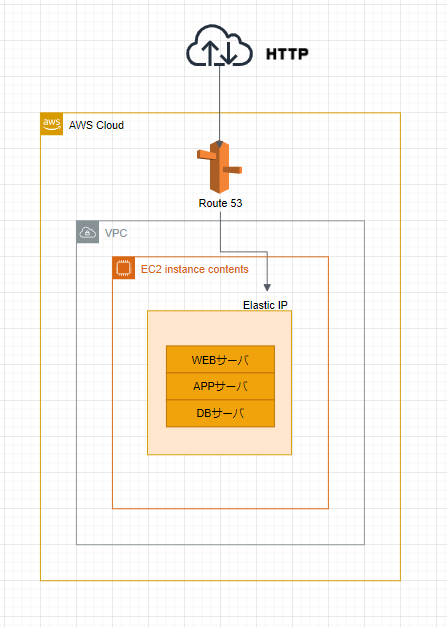 HTTP
aws
AWS Cloud
Route 53
VPC
EC2 instance contents
Elastic IP
WEBサーバ
APPサーバ
DBサーバ